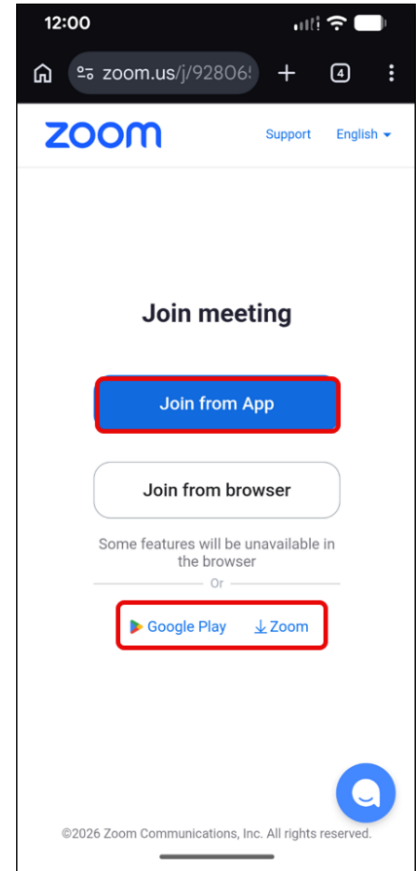 12:00
zoom.us/j/92806
4
zoom
Support English
Join meeting
Join from App
Join from browser
Some features will be unavailable in
the browser
Or
Google Play Zoom
©2026 Zoom Communications, Inc. All rights reserved.